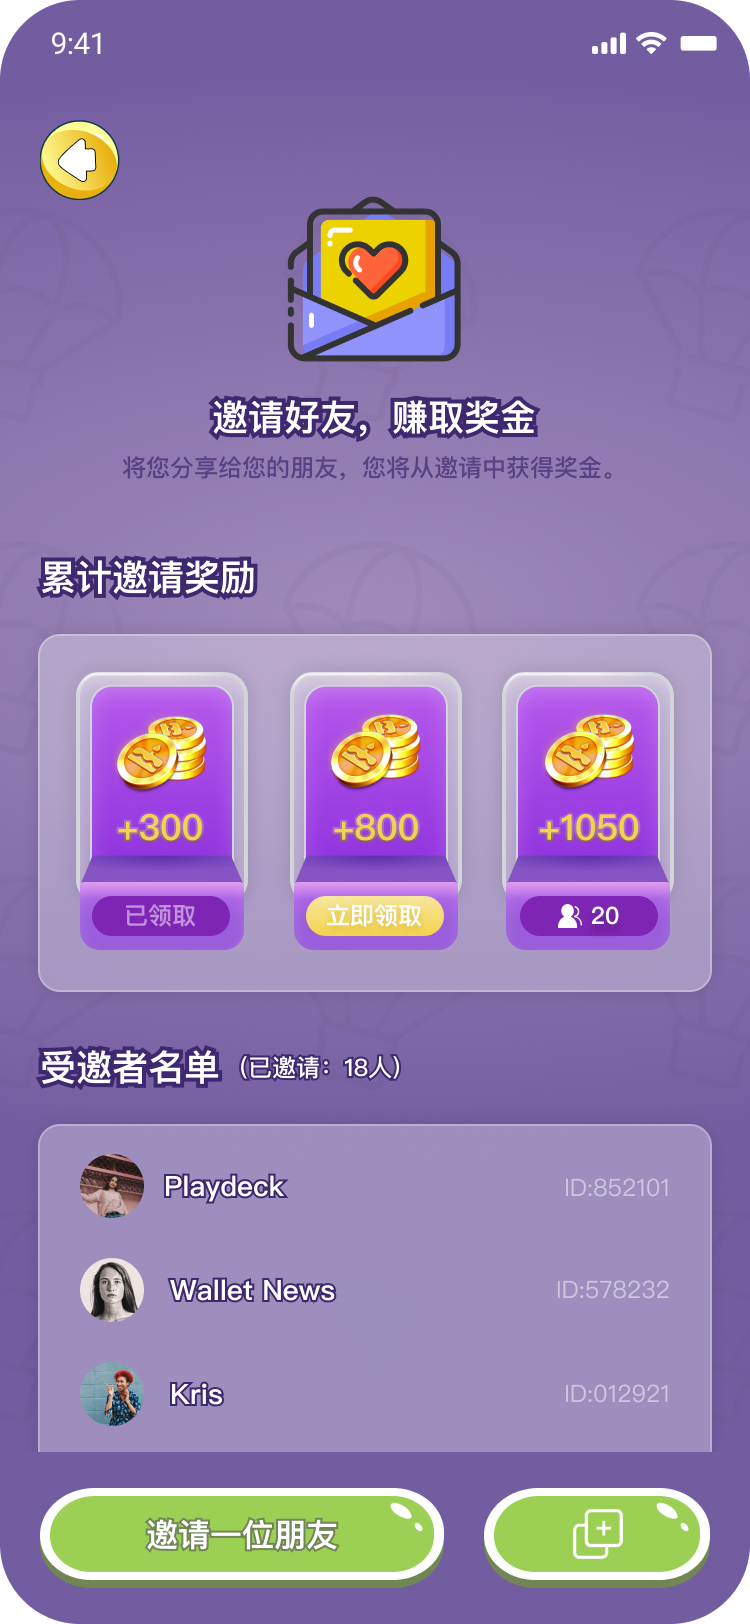 9:41
邀请好友，赚取奖金
将您分享给您的朋友，您将从邀请中获得奖金。
累计邀请奖励
+300
+800
+1050
已领取
立即领取
20
受邀者名单（已邀请：18人）
Playdeck
ID:852101
Wallet News
ID:578232
Kris
ID:012921
邀请一位朋友